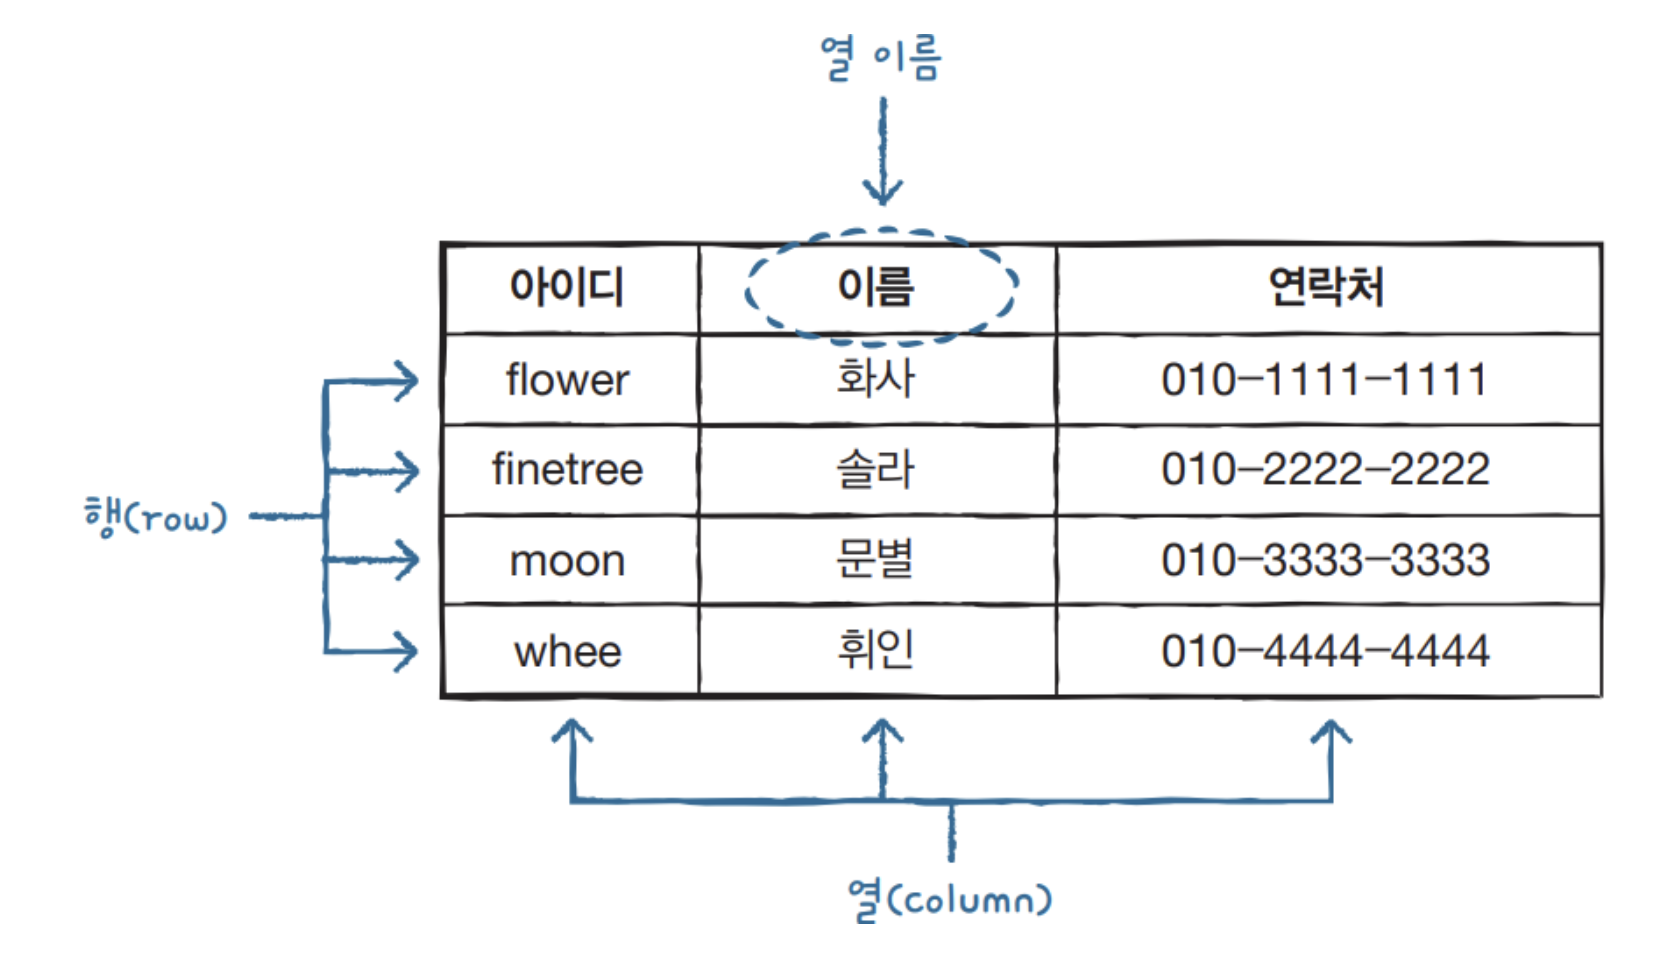 열 이름
아이디 이름 연락처
flower 화사 010-1111-1111
finetree 솔라 010-2222-2222
행(row)
moon 문별 010-3333-3333
whee 휘인 010-4444-4444
열(column)